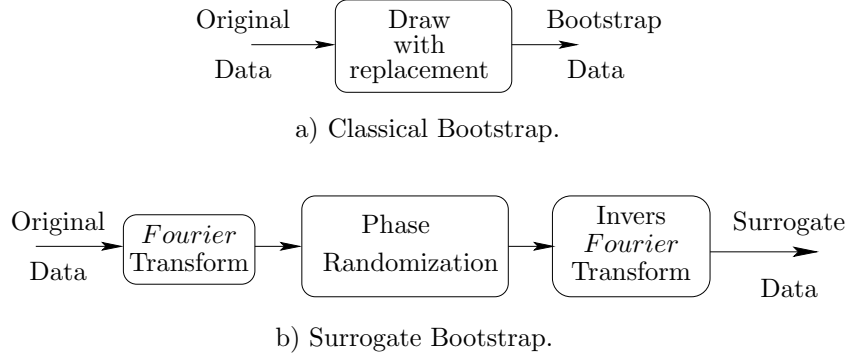 Original
Data
Draw
with
replacement
Bootstrap
Data
a) Classical Bootstrap.
Original
Data
Fourier
Transform
Phase
Randomization
Invers
Fourier
Transform
Surrogate
Data
b) Surrogate Bootstrap.